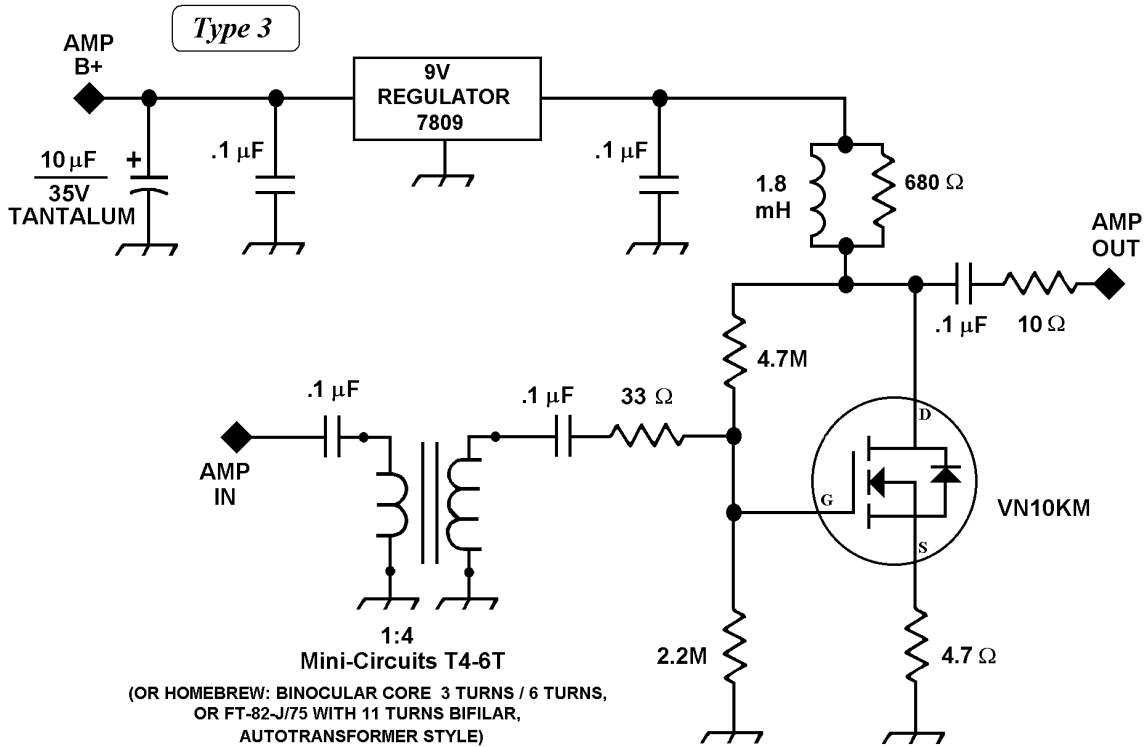 Type 3
AMP
B+
9V
REGULATOR
7809
10 µF
35V
TANTALUM
+
.1 µF
.1 µF
1.8
mH
680 Ω
AMP
OUT
.1 µF
10 Ω
4.7M
.1 µF
.1 µF
33 Ω
AMP
IN
D
G
S
VN10KM
1:4
Mini-Circuits T4-6T
2.2M
4.7 Ω
(OR HOMEBREW: BINOCULAR CORE 3 TURNS / 6 TURNS,
OR FT-82-J/75 WITH 11 TURNS BIFILAR,
AUTOTRANSFORMER STYLE)